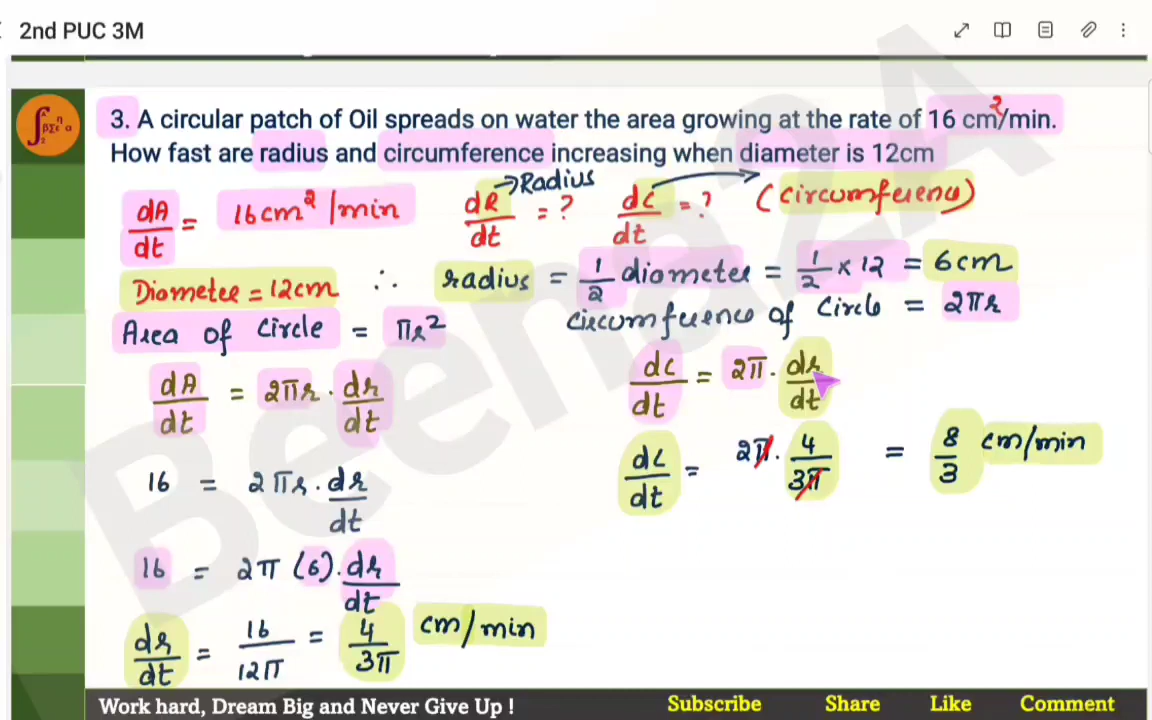 2nd PUC 3M
3. A circular patch of Oil spreads on water the area growing at the rate of 16 cm²/min.
How fast are radius and circumference increasing when diameter is 12cm
dA/dt = 16cm² /min dR/dt → Radius = ? dC/dt = ? (Circumference)
Diameter = 12cm ∴ radius = 1/2 diameter = 1/2 × 12 = 6cm
Area of Circle = πr² Circumference of Circle = 2πr
dA/dt = 2πr · dr/dt
dC/dt = 2π · dr/dt
16 = 2πr · dr/dt
dC/dt = 2π · 4/3π = 8/3 cm/min
16 = 2π (6) · dr/dt
dr/dt = 16/12π = 4/3π cm/min
Work hard, Dream Big and Never Give Up ! Subscribe Share Like Comment